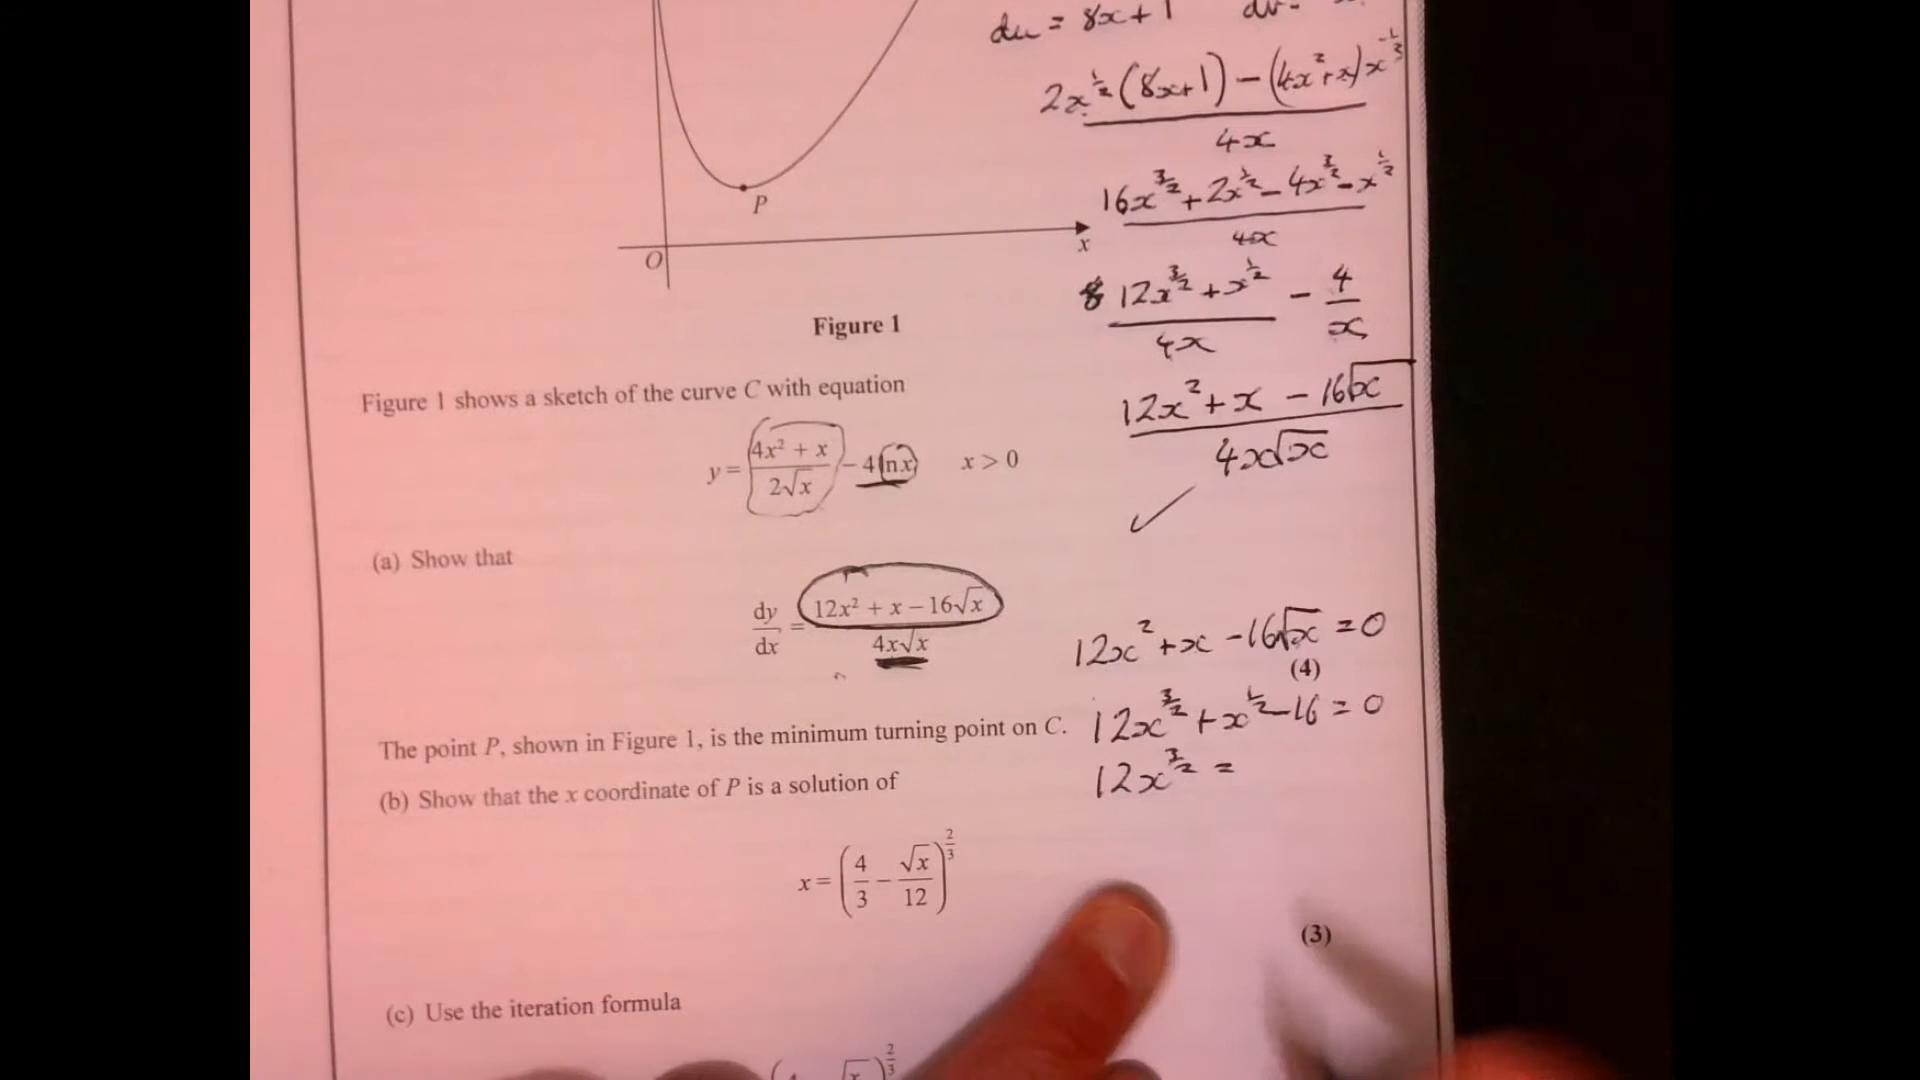 du = 8x+1
2x^{1/2}(8x+1) - (4x²+x)x^{-1/2}
4x
16x^{3/2} + 2x^{1/2} - 4x^{3/2} - x^{1/2}
4x
12x^{3/2} + x^{1/2} - 4/x
4x
P
x
O
Figure 1
12x² + x - 16√x
4x√x
Figure 1 shows a sketch of the curve C with equation
y = (4x² + x)/(2√x) - 4 ln x x > 0
(a) Show that
dy/dx = (12x² + x - 16√x)/(4x√x)
12x² + x - 16√x = 0
(4)
The point P, shown in Figure 1, is the minimum turning point on C.
12x^{3/2} + x^{1/2} - 16 = 0
12x^{3/2} =
(b) Show that the x coordinate of P is a solution of
x = (4/3 - √x/12)^{2/3}
(3)
(c) Use the iteration formula